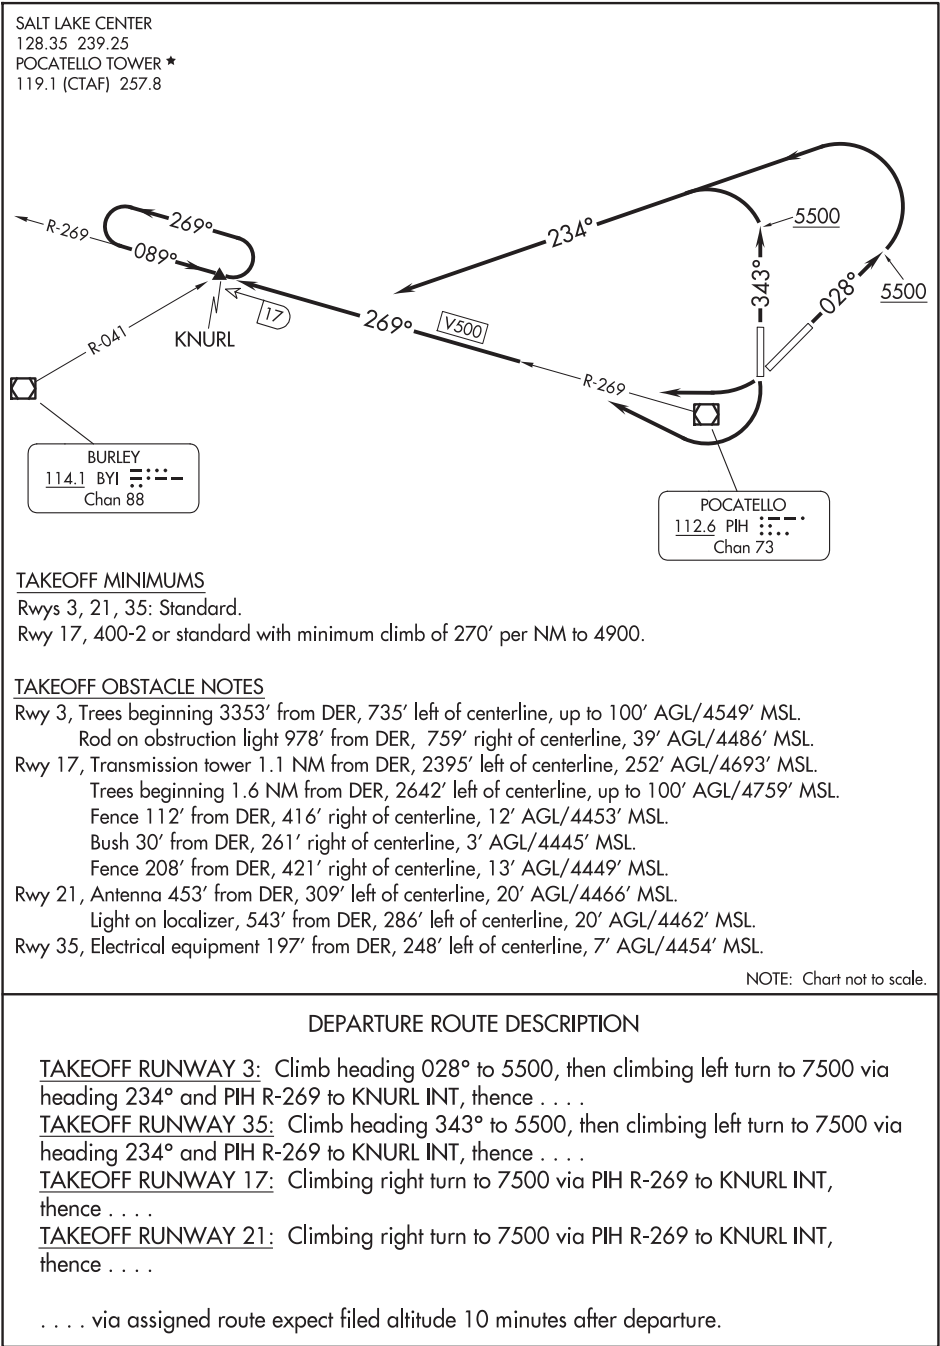 SALT LAKE CENTER
128.35 239.25
POCATELLO TOWER ★
119.1 (CTAF) 257.8
R-269
269°
089°
234°
5500
343°
028°
5500
17
KNURL
269°
V500
R-041
R-269
BURLEY
114.1 BYI
Chan 88
POCATELLO
112.6 PIH
Chan 73
TAKEOFF MINIMUMS
Rwys 3, 21, 35: Standard.
Rwy 17, 400-2 or standard with minimum climb of 270' per NM to 4900.
TAKEOFF OBSTACLE NOTES
Rwy 3, Trees beginning 3353' from DER, 735' left of centerline, up to 100' AGL/4549' MSL.
Rod on obstruction light 978' from DER, 759' right of centerline, 39' AGL/4486' MSL.
Rwy 17, Transmission tower 1.1 NM from DER, 2395' left of centerline, 252' AGL/4693' MSL.
Trees beginning 1.6 NM from DER, 2642' left of centerline, up to 100' AGL/4759' MSL.
Fence 112' from DER, 416' right of centerline, 12' AGL/4453' MSL.
Bush 30' from DER, 261' right of centerline, 3' AGL/4445' MSL.
Fence 208' from DER, 421' right of centerline, 13' AGL/4449' MSL.
Rwy 21, Antenna 453' from DER, 309' left of centerline, 20' AGL/4466' MSL.
Light on localizer, 543' from DER, 286' left of centerline, 20' AGL/4462' MSL.
Rwy 35, Electrical equipment 197' from DER, 248' left of centerline, 7' AGL/4454' MSL.
NOTE: Chart not to scale.
DEPARTURE ROUTE DESCRIPTION
TAKEOFF RUNWAY 3: Climb heading 028° to 5500, then climbing left turn to 7500 via
heading 234° and PIH R-269 to KNURL INT, thence . . . .
TAKEOFF RUNWAY 35: Climb heading 343° to 5500, then climbing left turn to 7500 via
heading 234° and PIH R-269 to KNURL INT, thence . . . .
TAKEOFF RUNWAY 17: Climbing right turn to 7500 via PIH R-269 to KNURL INT,
thence . . . .
TAKEOFF RUNWAY 21: Climbing right turn to 7500 via PIH R-269 to KNURL INT,
thence . . . .
. . . . via assigned route expect filed altitude 10 minutes after departure.